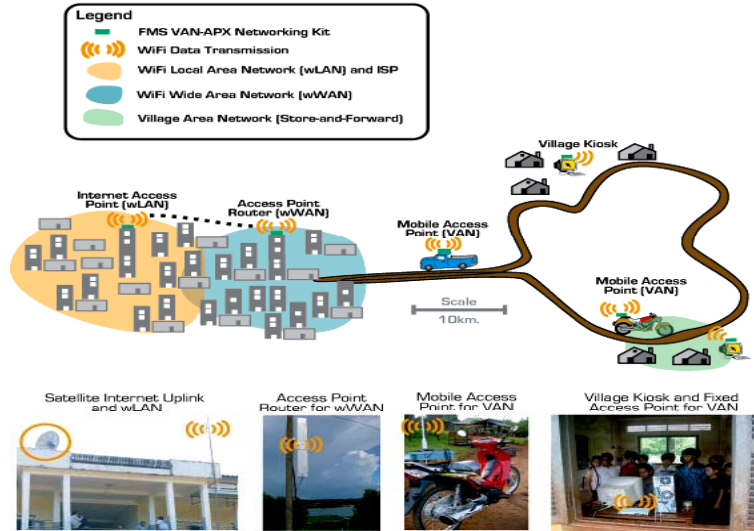 Legend
FMS VAN-APX Networking Kit
WiFi Data Transmission
WiFi Local Area Network (wLAN) and ISP
WiFi Wide Area Network (wWAN)
Village Area Network (Store-and-Forward)
Village Kiosk
Internet Access
Point (wLAN)
Access Point
Router (wWAN)
Mobile Access
Point (VAN)
Mobile Access
Point (VAN)
Scale
10km.
Satellite Internet Uplink
and wLAN
Access Point
Router for wWAN
Mobile Access
Point for VAN
Village Kiosk and Fixed
Access Point for VAN